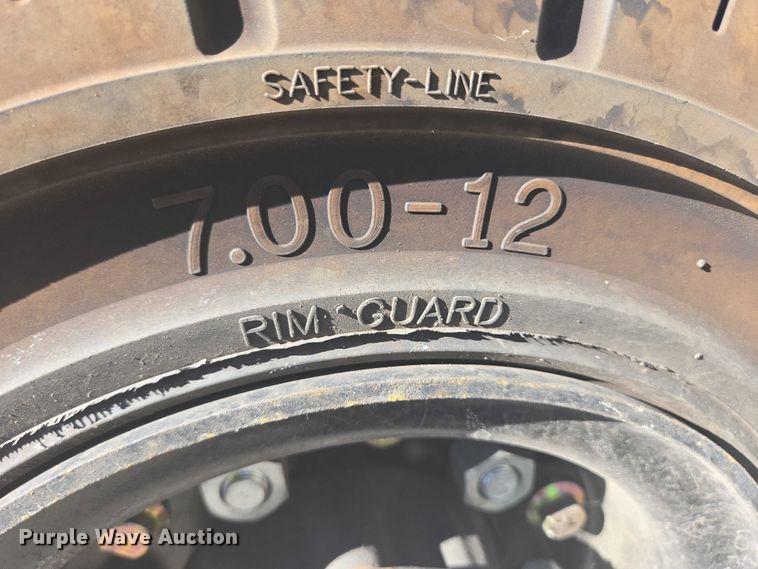 SAFETY-LINE
7.00-12
RIM GUARD
Purple Wave Auction